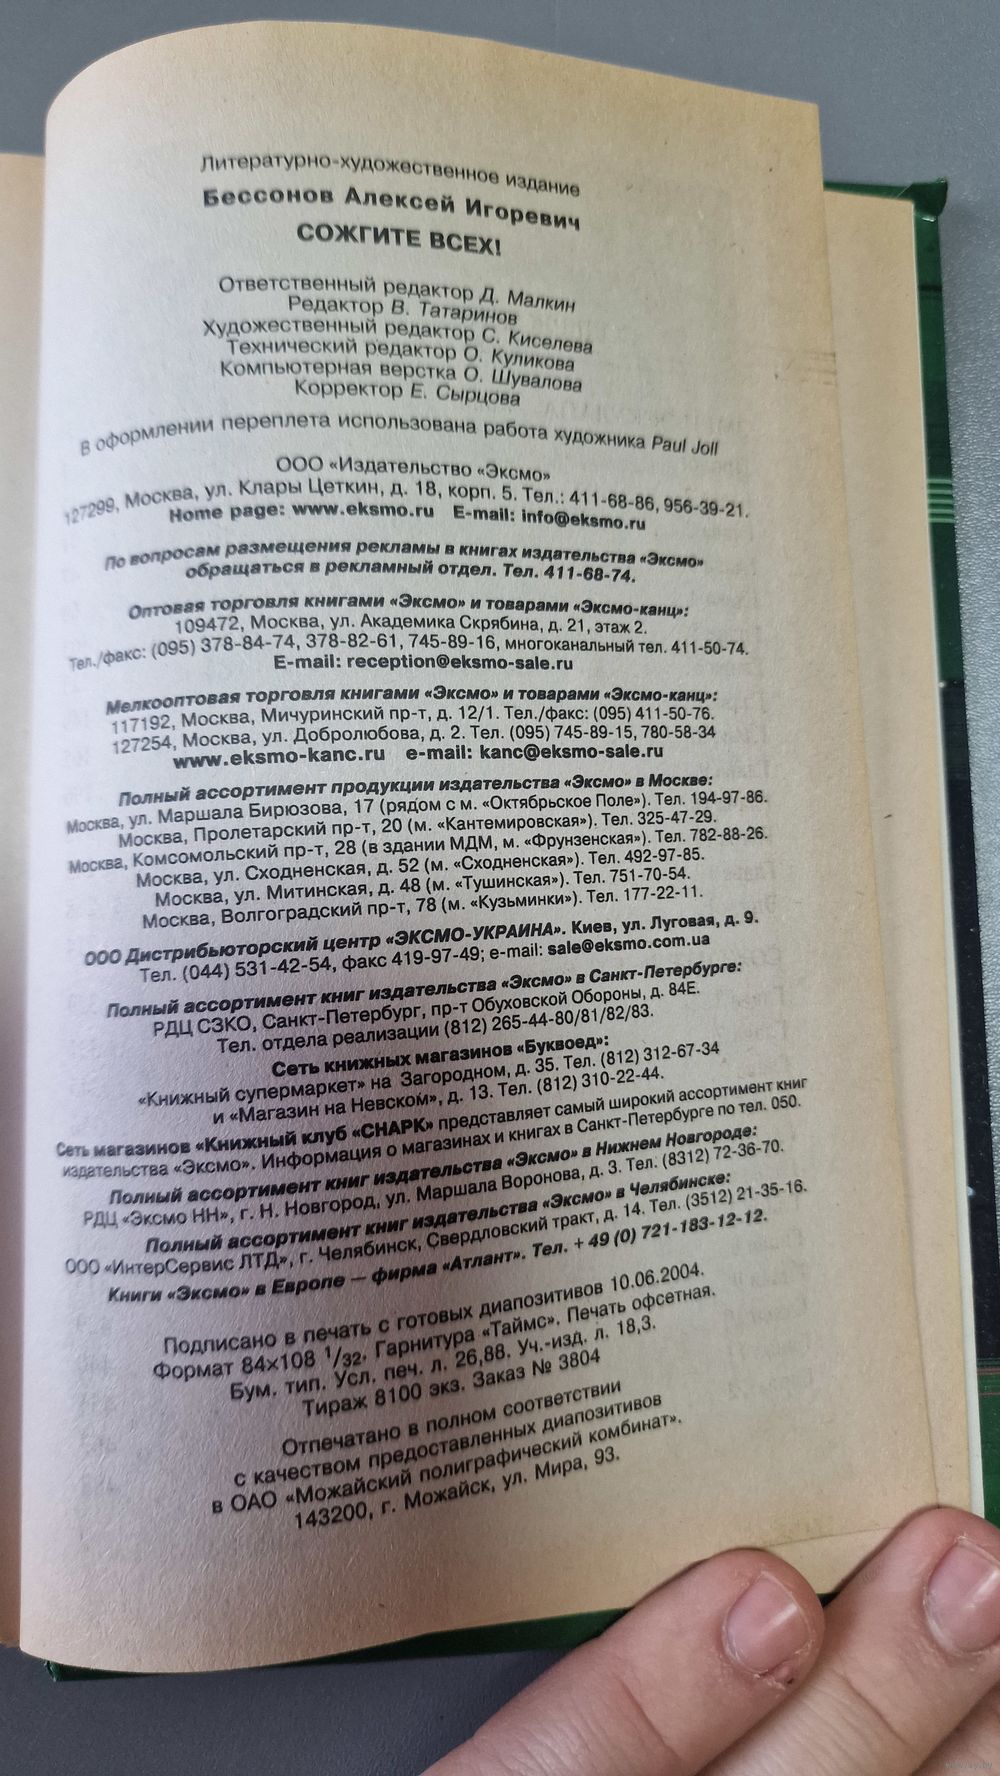 Литературно-художественное издание
Бессонов Алексей Игоревич
СОЖГИТЕ ВСЕХ!
Ответственный редактор Д. Малкин
Редактор В. Татаринов
Художественный редактор С. Киселева
Технический редактор О. Куликова
Компьютерная верстка О. Шувалова
Корректор Е. Сырцова
В оформлении переплета использована работа художника Paul Joll
ООО «Издательство «Эксмо»
127299, Москва, ул. Клары Цеткин, д. 18, корп. 5. Тел.: 411-68-86, 956-39-21.
Home page: www.eksmo.ru E-mail: info@eksmo.ru
По вопросам размещения рекламы в книгах издательства «Эксмо»
обращаться в рекламный отдел. Тел. 411-68-74.
Оптовая торговля книгами «Эксмо» и товарами «Эксмо-канц»:
109472, Москва, ул. Академика Скрябина, д. 21, этаж 2.
Тел./факс: (095) 378-84-74, 378-82-61, 745-89-16, многоканальный тел. 411-50-74.
E-mail: reception@eksmo-sale.ru
Мелкооптовая торговля книгами «Эксмо» и товарами «Эксмо-канц»:
117192, Москва, Мичуринский пр-т, д. 12/1. Тел./факс: (095) 411-50-76.
127254, Москва, ул. Добролюбова, д. 2. Тел. (095) 745-89-15, 780-58-34
www.eksmo-kanc.ru e-mail: kanc@eksmo-sale.ru
Полный ассортимент продукции издательства «Эксмо» в Москве:
Москва, ул. Маршала Бирюзова, 17 (рядом с м. «Октябрьское Поле»). Тел. 194-97-86.
Москва, Пролетарский пр-т, 20 (м. «Кантемировская»). Тел. 325-47-29.
Москва, Комсомольский пр-т, 28 (в здании МДМ, м. «Фрунзенская»). Тел. 782-88-26.
Москва, ул. Сходненская, д. 52 (м. «Сходненская»). Тел. 492-97-85.
Москва, ул. Митинская, д. 48 (м. «Тушинская»). Тел. 751-70-54.
Москва, Волгоградский пр-т, 78 (м. «Кузьминки»). Тел. 177-22-11.
ООО Дистрибьюторский центр «ЭКСМО-УКРАИНА». Киев, ул. Луговая, д. 9.
Тел. (044) 531-42-54, факс 419-97-49; e-mail: sale@eksmo.com.ua
Полный ассортимент книг издательства «Эксмо» в Санкт-Петербурге:
РДЦ СЗКО, Санкт-Петербург, пр-т Обуховской Обороны, д. 84Е.
Тел. отдела реализации (812) 265-44-80/81/82/83.
Сеть книжных магазинов «Буквоед»:
«Книжный супермаркет» на Загородном, д. 35. Тел. (812) 312-67-34
и «Магазин на Невском», д. 13. Тел. (812) 310-22-44.
Сеть магазинов «Книжный клуб «СНАРК» представляет самый широкий ассортимент книг
издательства «Эксмо». Информация о магазинах и книгах в Санкт-Петербурге по тел. 050.
Полный ассортимент книг издательства «Эксмо» в Нижнем Новгороде:
РДЦ «Эксмо НН», г. Н. Новгород, ул. Маршала Воронова, д. 3. Тел. (8312) 72-36-70.
Полный ассортимент книг издательства «Эксмо» в Челябинске:
ООО «ИнтерСервис ЛТД», г. Челябинск, Свердловский тракт, д. 14. Тел. (3512) 21-35-16.
Книги «Эксмо» в Европе — фирма «Атлант». Тел. + 49 (0) 721-183-12-12.
Подписано в печать с готовых диапозитивов 10.06.2004.
Формат 84×108 1/32. Гарнитура «Таймс». Печать офсетная.
Бум. тип. Усл. печ. л. 26,88. Уч.-изд. л. 18,3.
Тираж 8100 экз. Заказ № 3804
Отпечатано в полном соответствии
с качеством предоставленных диапозитивов
в ОАО «Можайский полиграфический комбинат».
143200, г. Можайск, ул. Мира, 93.